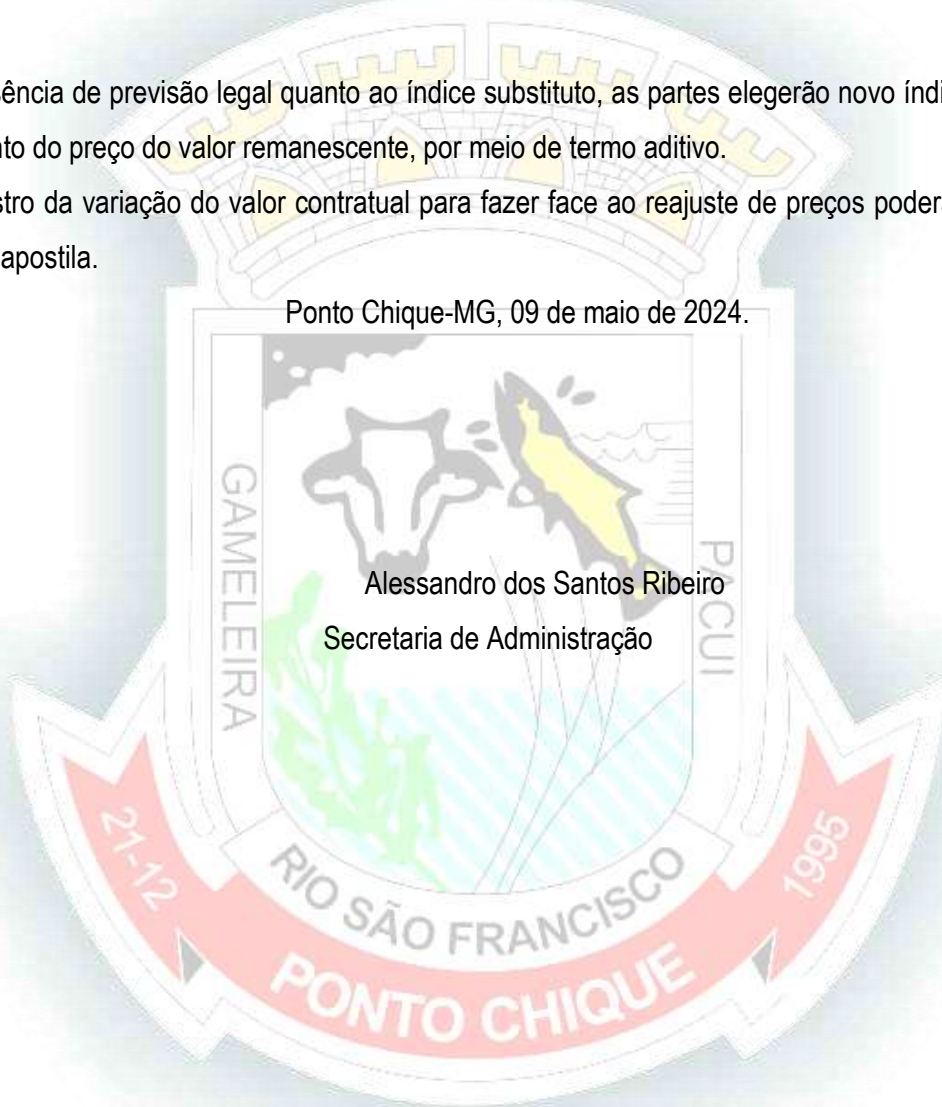 sência de previsão legal quanto ao índice substituto, as partes elegerão novo índi
nto do preço do valor remanescente, por meio de termo aditivo.
stro da variação do valor contratual para fazer face ao reajuste de preços poder
apostila.
Ponto Chique-MG, 09 de maio de 2024.
GAMELEIRA
PACUI
Alessandro dos Santos Ribeiro
Secretaria de Administração
21-12
1995
RIO SÃO FRANCISCO
PONTO CHIQUE